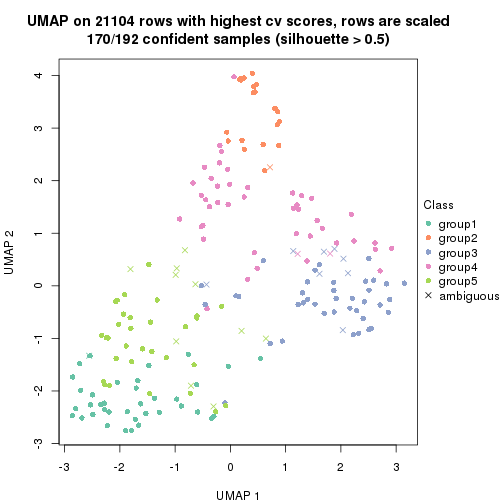 UMAP on 21104 rows with highest cv scores, rows are scaled
170/192 confident samples (silhouette > 0.5)
4
3
2
1
0
-1
-2
-3
UMAP 2
-3 -2 -1 0 1 2 3
UMAP 1
Class
group1
group2
group3
group4
group5
ambiguous